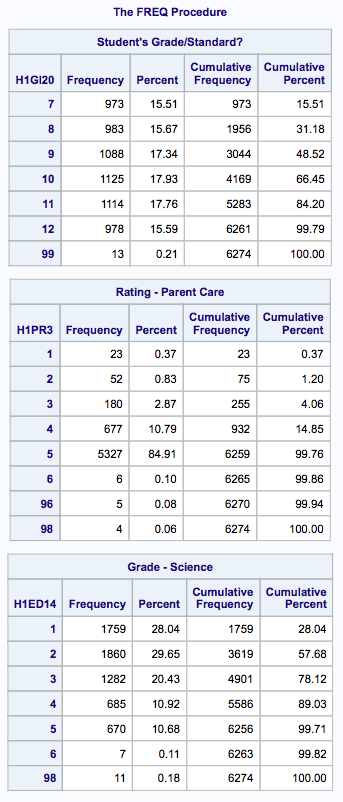 The FREQ Procedure
Student's Grade/Standard?
H1GI20 Frequency Percent Cumulative Frequency Cumulative Percent
7 973 15.51 973 15.51
8 983 15.67 1956 31.18
9 1088 17.34 3044 48.52
10 1125 17.93 4169 66.45
11 1114 17.76 5283 84.20
12 978 15.59 6261 99.79
99 13 0.21 6274 100.00
Rating - Parent Care
H1PR3 Frequency Percent Cumulative Frequency Cumulative Percent
1 23 0.37 23 0.37
2 52 0.83 75 1.20
3 180 2.87 255 4.06
4 677 10.79 932 14.85
5 5327 84.91 6259 99.76
6 6 0.10 6265 99.86
96 5 0.08 6270 99.94
98 4 0.06 6274 100.00
Grade - Science
H1ED14 Frequency Percent Cumulative Frequency Cumulative Percent
1 1759 28.04 1759 28.04
2 1860 29.65 3619 57.68
3 1282 20.43 4901 78.12
4 685 10.92 5586 89.03
5 670 10.68 6256 99.71
6 7 0.11 6263 99.82
98 11 0.18 6274 100.00